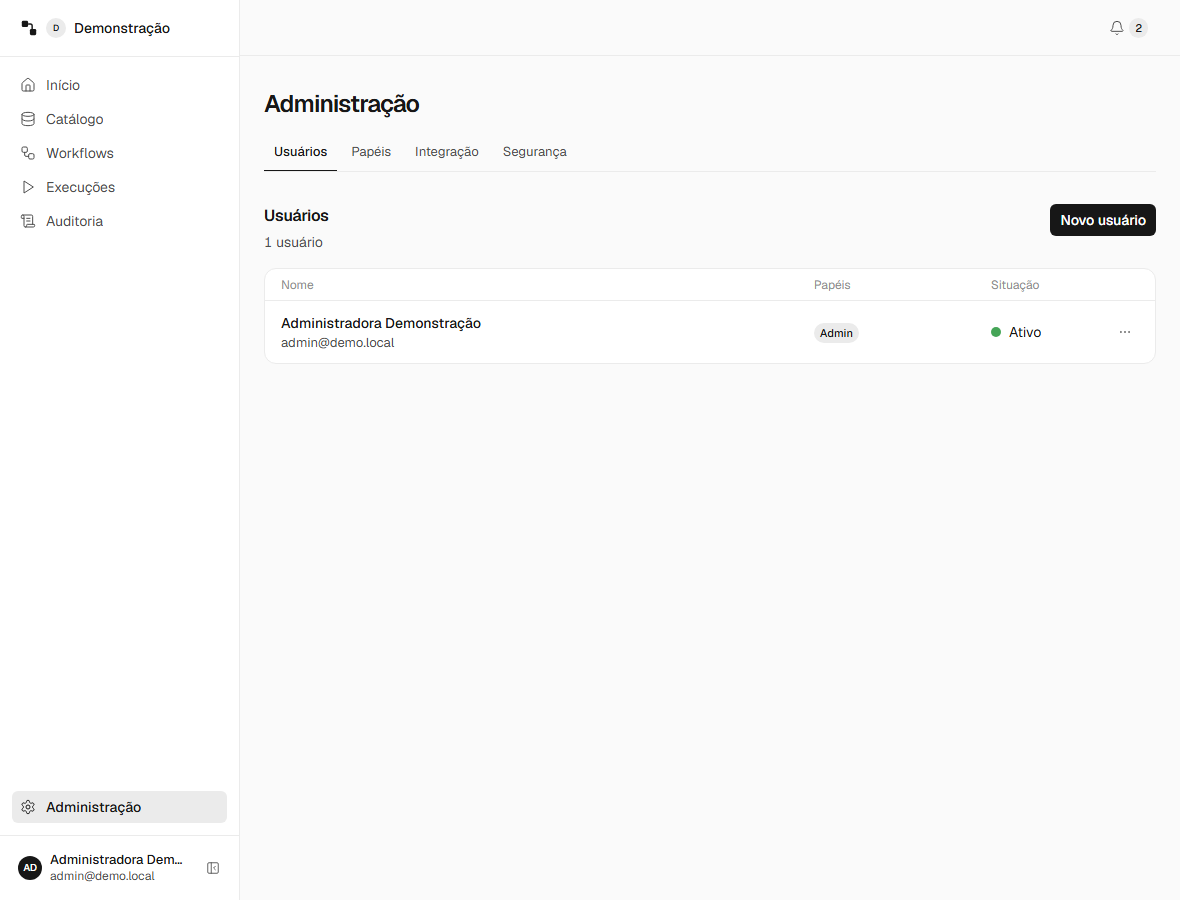 D Demonstração
2
Início
Catálogo
Workflows
Execuções
Auditoria
Administração
Usuários Papéis Integração Segurança
Usuários
1 usuário
Novo usuário
Nome Papéis Situação
Administradora Demonstração
admin@demo.local
Admin
Ativo
Administração
AD
Administradora Dem...
admin@demo.local